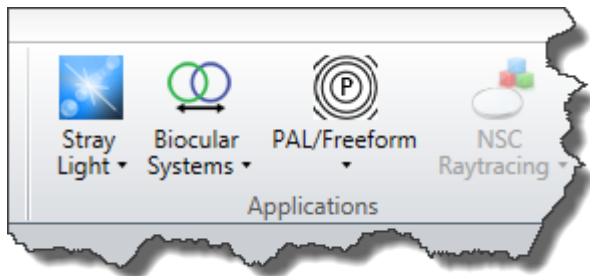 P
Stray
Light
Biocular
Systems
PAL/Freeform
NSC
Raytracing
Applications